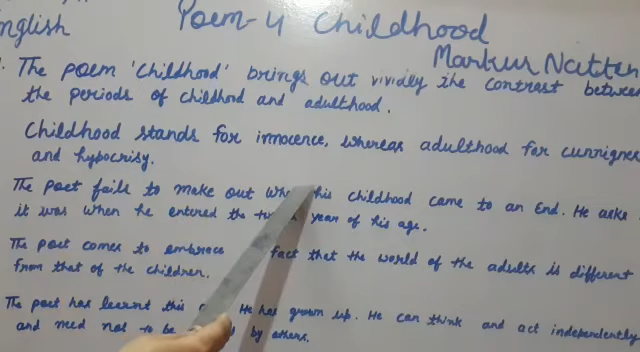 nglish Poem-4 Childhood
Markus Natten
The poem 'Childhood' brings out vividly the contrast between
the periods of childhood and adulthood.
Childhood stands for innocence, whereas adulthood for cunnignes
and hypocrisy.
The poet fails to make out his childhood came to an End. He asks
it was when he entered the year of his age.
The poet comes to embrace fact that the world of the adults is different
from that of the children.
The poet has learnt this He has grown up. He can think and act independently
and need not to be by others.